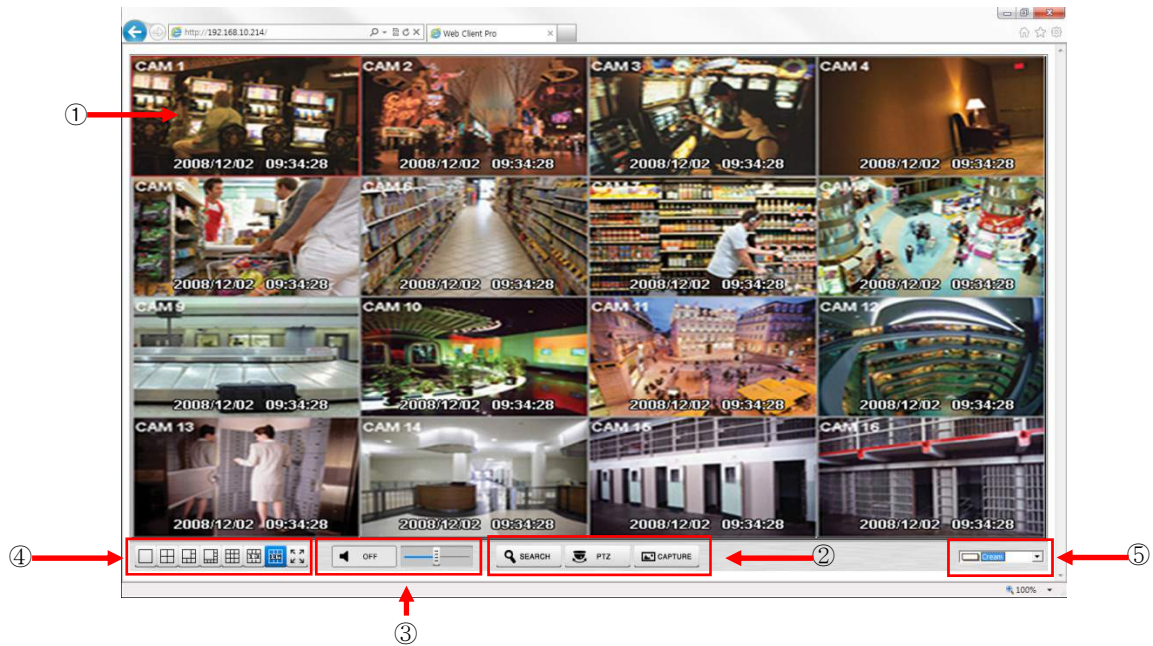 http://192.168.10.214/
Web Client Pro
CAM 1
CAM 2
CAM 3
CAM 4
①
2008/12/02 09:34:28
2008/12/02 09:34:28
2008/12/02 09:34:28
2008/12/02 09:34:28
CAM 5
CAM 6
CAM 7
CAM 8
2008/12/02 09:34:28
2008/12/02 09:34:28
2008/12/02 09:34:28
2008/12/02 09:34:28
CAM 9
CAM 10
CAM 11
CAM 12
2008/12/02 09:34:28
2008/12/02 09:34:28
2008/12/02 09:34:28
2008/12/02 09:34:28
CAM 13
CAM 14
CAM 15
CAM 16
2008/12/02 09:34:28
2008/12/02 09:34:28
2008/12/02 09:34:28
2008/12/02 09:34:28
④
OFF
SEARCH
PTZ
CAPTURE
②
Cream
⑤
100%
③